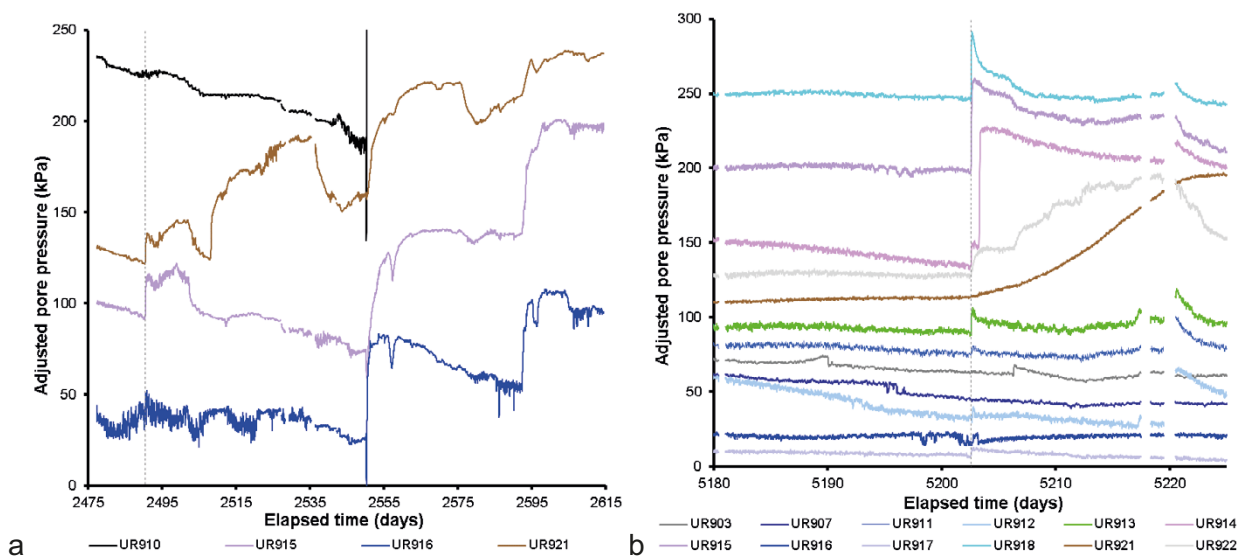 250
200
150
100
50
0
Adjusted pore pressure (kPa)
2475 2495 2515 2535 2555 2575 2595 2615
Elapsed time (days)
UR910 UR915 UR916 UR921
a
300
250
200
150
100
50
0
Adjusted pore pressure (kPa)
5180 5190 5200 5210 5220
Elapsed time (days)
UR903 UR907 UR911 UR912 UR913 UR914
UR915 UR916 UR917 UR918 UR921 UR922
b